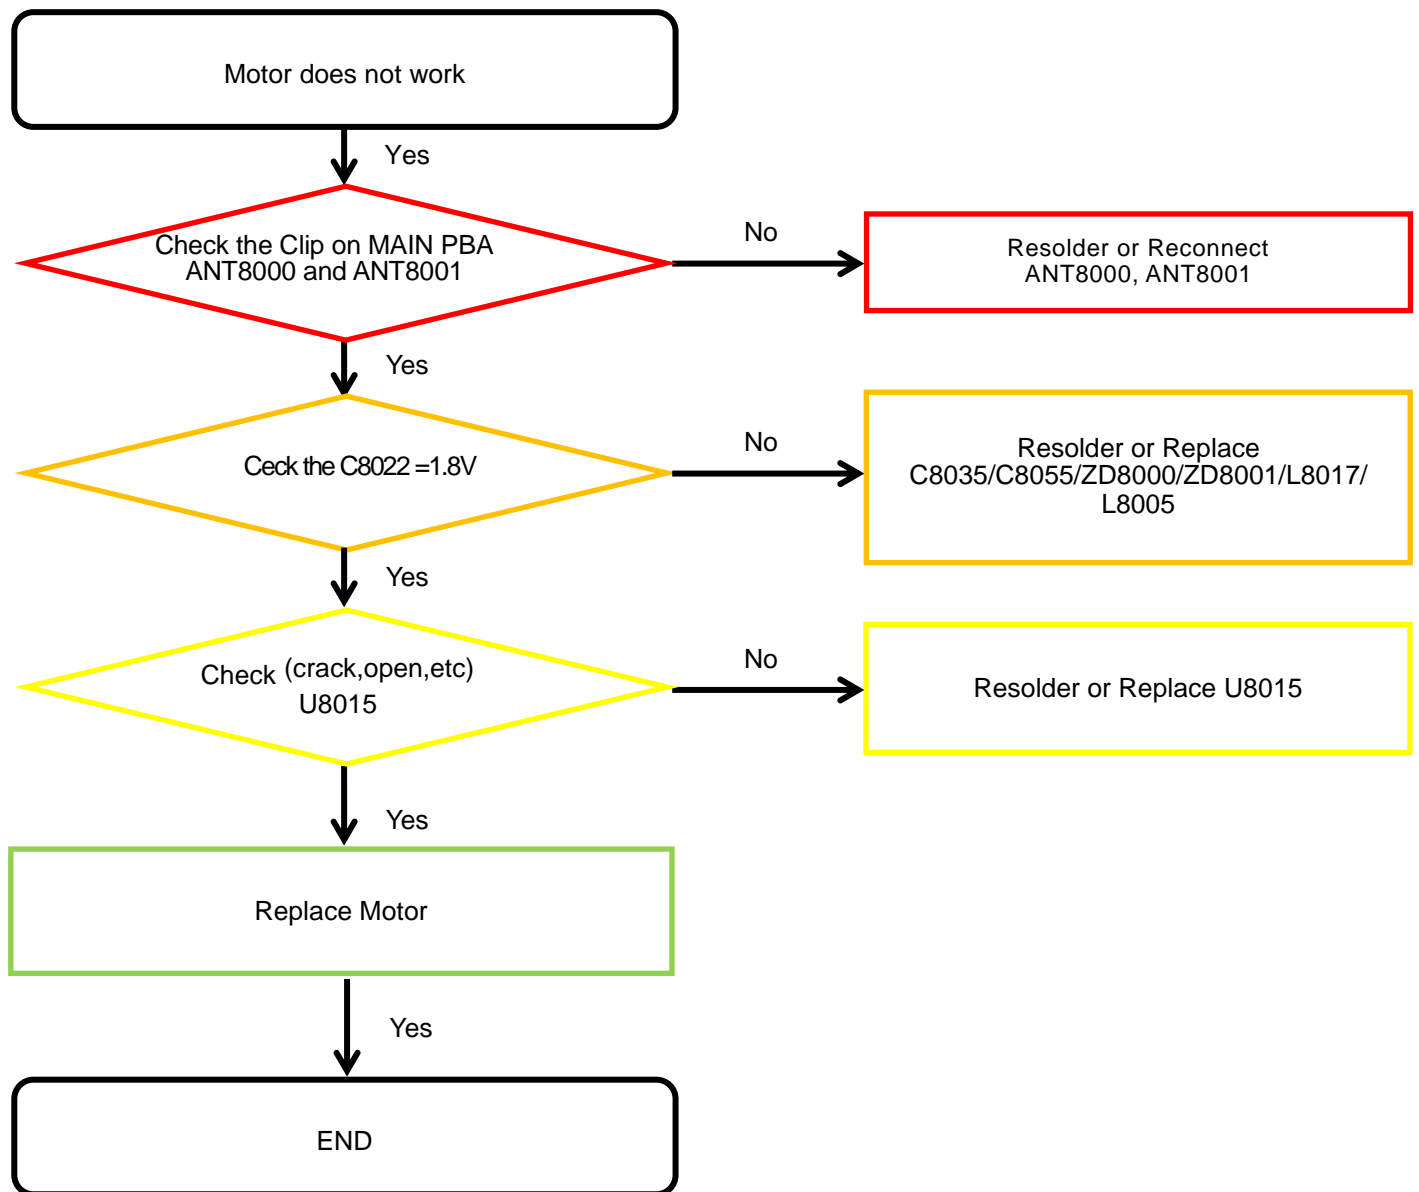 Motor does not work
Yes
Check the Clip on MAIN PBA
ANT8000 and ANT8001
No
Resolder or Reconnect
ANT8000, ANT8001
Yes
Ceck the C8022 =1.8V
No
Resolder or Replace
C8035/C8055/ZD8000/ZD8001/L8017/
L8005
Yes
Check (crack,open,etc)
U8015
No
Resolder or Replace U8015
Yes
Replace Motor
Yes
END